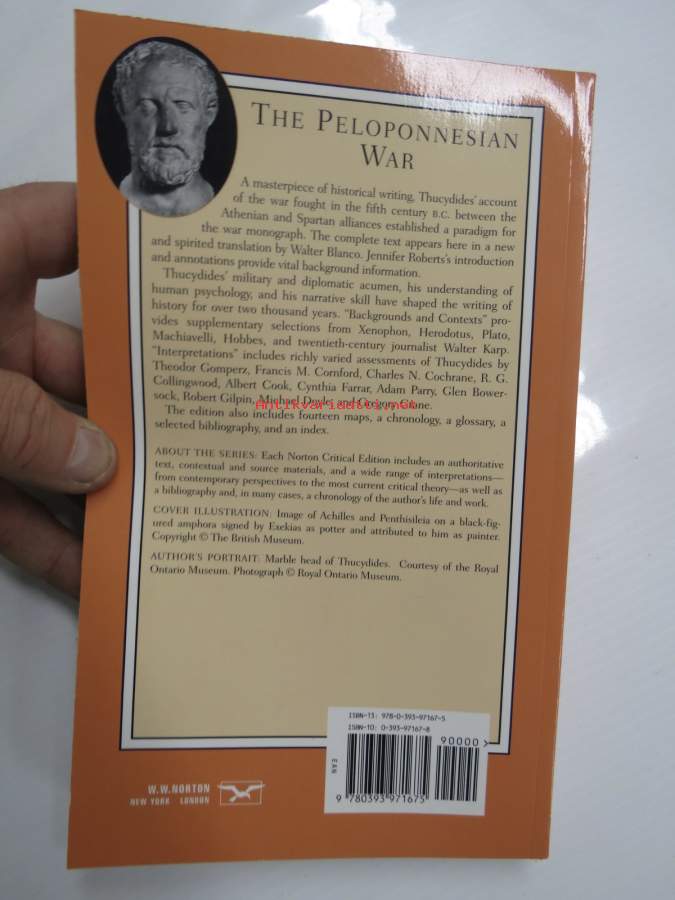 THE PELOPONNESIAN
WAR
A masterpiece of historical writing, Thucydides' account
of the war fought in the fifth century B.C. between the
Athenian and Spartan alliances established a paradigm for
the war monograph. The complete text appears here in a new
and spirited translation by Walter Blanco. Jennifer Roberts's introduction
and annotations provide vital background information.
Thucydides' military and diplomatic acumen, his understanding of
human psychology, and his narrative skill have shaped the writing of
history for over two thousand years. "Backgrounds and Contexts" pro-
vides supplementary selections from Xenophon, Herodotus, Plato,
Machiavelli, Hobbes, and twentieth-century journalist Walter Karp.
"Interpretations" includes richly varied assessments of Thucydides by
Theodor Gomperz, Francis M. Cornford, Charles N. Cochrane, R. G.
Collingwood, Albert Cook, Cynthia Farrar, Adam Parry, Glen Bower-
sock, Robert Gilpin, Michael Doyle, and Gregory Crane.
Antikvariaatti.net
The edition also includes fourteen maps, a chronology, a glossary, a
selected bibliography, and an index.
ABOUT THE SERIES: Each Norton Critical Edition includes an authoritative
text, contextual and source materials, and a wide range of interpretations—
from contemporary perspectives to the most current critical theory—as well as
a bibliography and, in many cases, a chronology of the author's life and work.
COVER ILLUSTRATION: Image of Achilles and Penthisileia on a black-fig-
ured amphora signed by Exekias as potter and attributed to him as painter.
Copyright © The British Museum.
AUTHOR'S PORTRAIT: Marble head of Thucydides. Courtesy of the Royal
Ontario Museum. Photograph © Royal Ontario Museum.
ISBN-13: 978-0-393-97167-5
ISBN-10: 0-393-97167-8
90000>
EAN
9 780393 971675
W.W.NORTON
NEW YORK LONDON